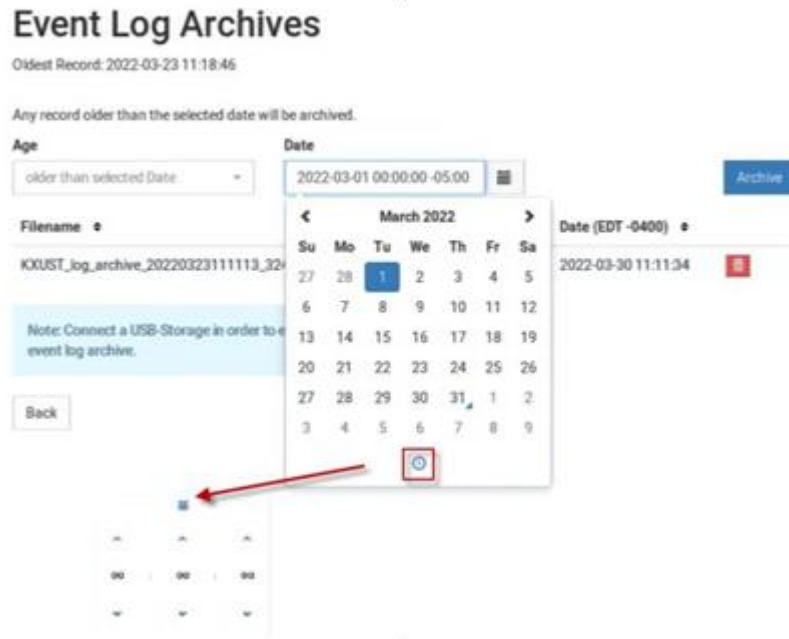 Event Log Archives
Oldest Record: 2022-03-23 11:18:46
Any record older than the selected date will be archived.
Age
Date
older than selected Date
2022-03-01 00:00:00 -05:00
Archive
Filename
Date (EDT -0400)
KXUST_log_archive_20220323111113_32
2022-03-30 11:11:34
March 2022
Su Mo Tu We Th Fr Sa
27 28 1 2 3 4 5
6 7 8 9 10 11 12
13 14 15 16 17 18 19
20 21 22 23 24 25 26
27 28 29 30 31 1 2
3 4 5 6 7 8 9
Note: Connect a USB-Storage in order to e
event log archive.
Back
00 : 00 : 00